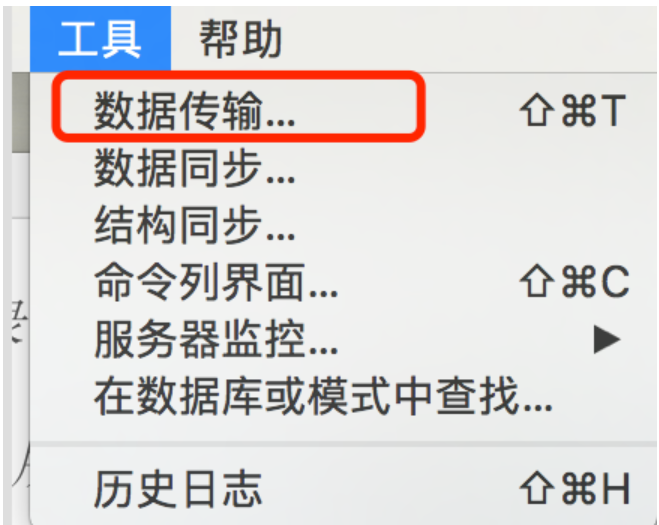 工具 帮助
数据传输... ⇧⌘T
数据同步...
结构同步...
命令列界面... ⇧⌘C
服务器监控... ▶
在数据库或模式中查找...
历史日志 ⇧⌘H